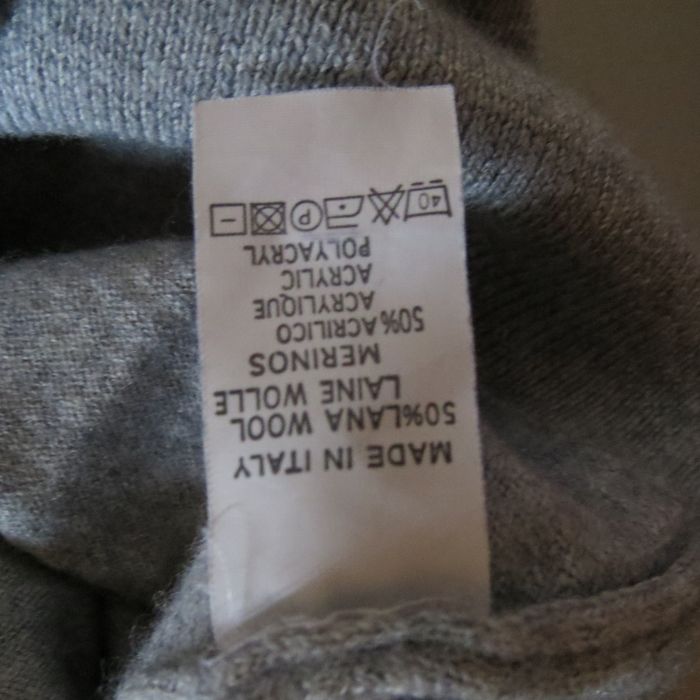 MADE IN ITALY
50%LANA WOOL
LAINE WOLLE
MERINOS
50%ACRILICO
ACRYLIQUE
ACRYLIC
POLYACRYL
40 P